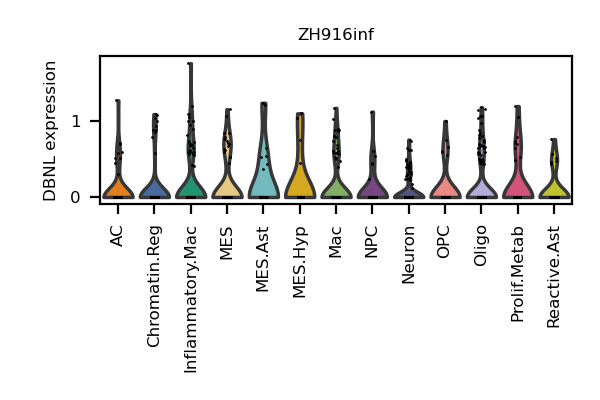 ZH916inf
DBNL expression
1
0
AC
Chromatin.Reg
Inflammatory.Mac
MES
MES.Ast
MES.Hyp
Mac
NPC
Neuron
OPC
Oligo
Prolif.Metab
Reactive.Ast